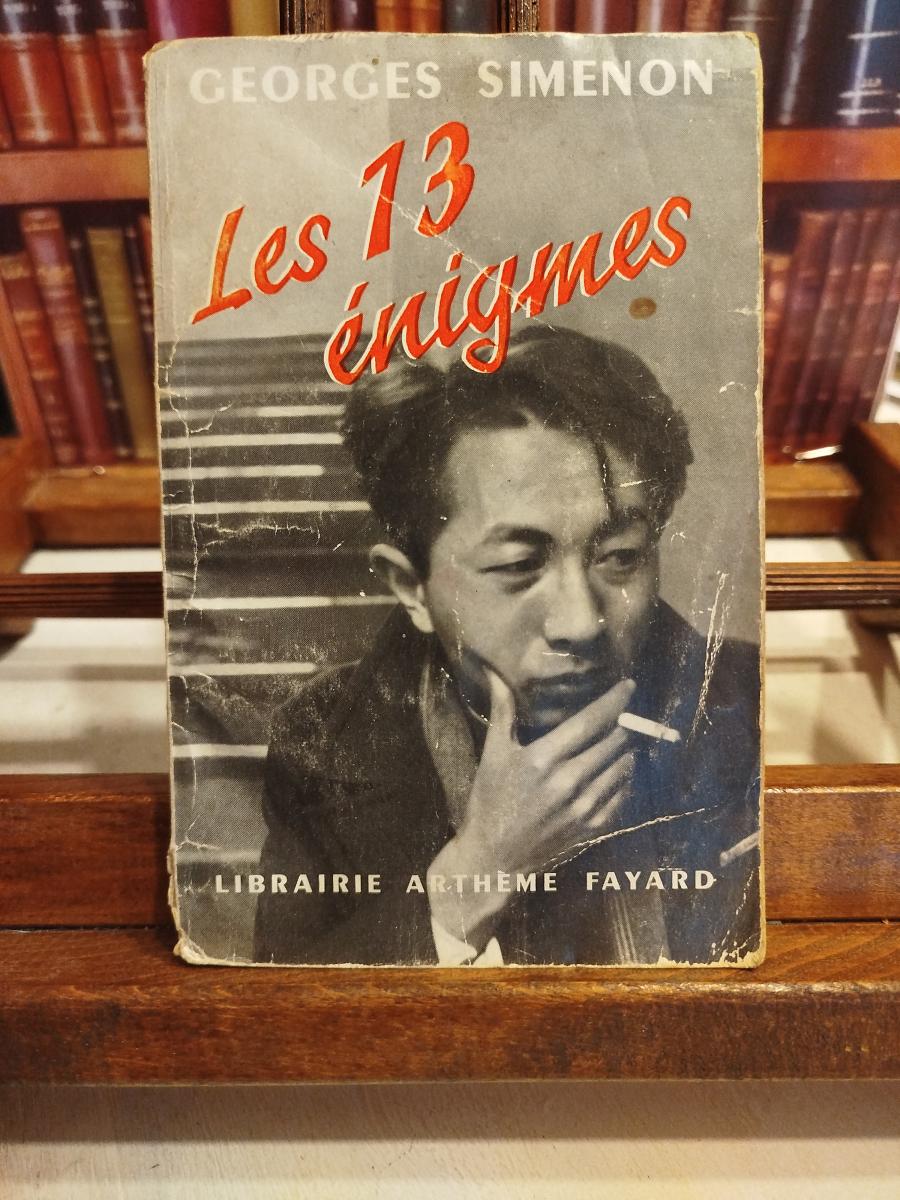 GEORGES SIMENON
Les 13
énigmes
LIBRAIRIE ARTHÈME FAYARD